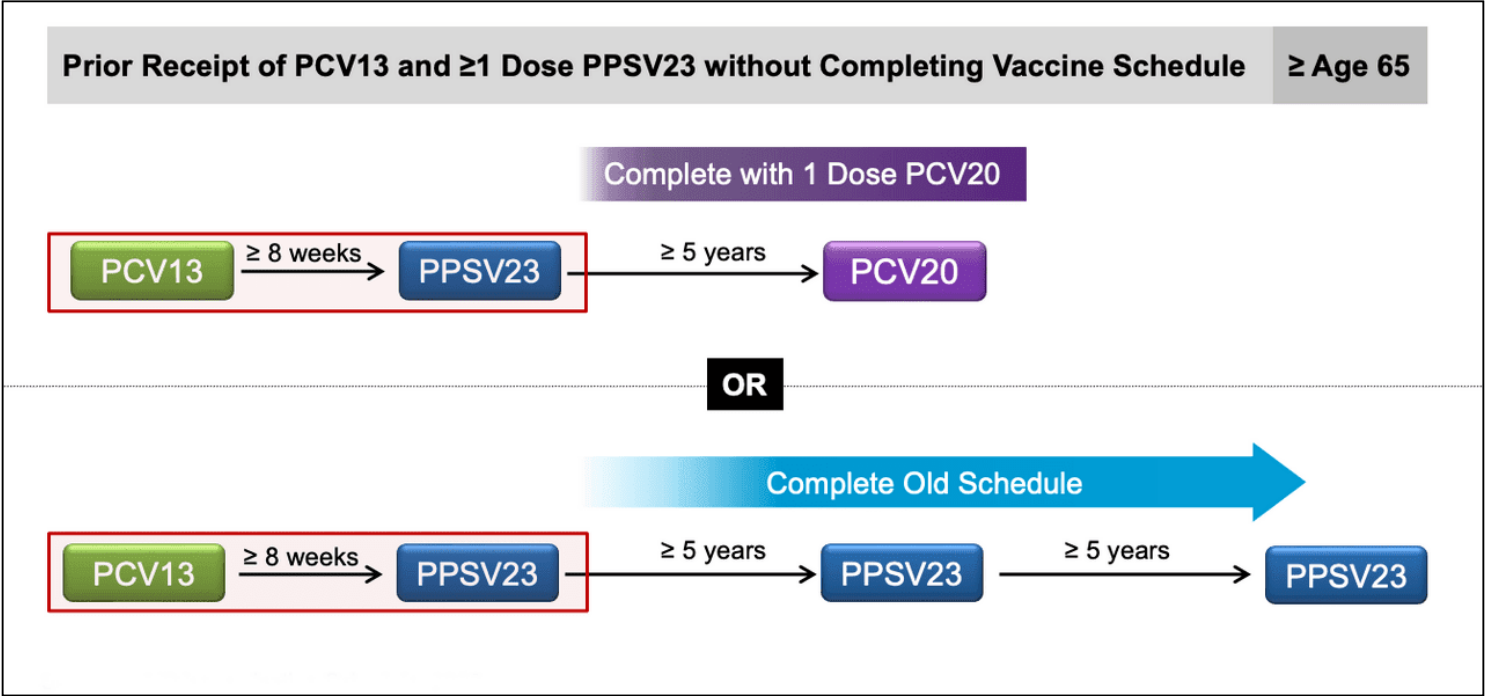 Prior Receipt of PCV13 and ≥1 Dose PPSV23 without Completing Vaccine Schedule ≥ Age 65
Complete with 1 Dose PCV20
PCV13 ≥ 8 weeks PPSV23 ≥ 5 years PCV20
OR
Complete Old Schedule
PCV13 ≥ 8 weeks PPSV23 ≥ 5 years PPSV23 ≥ 5 years PPSV23